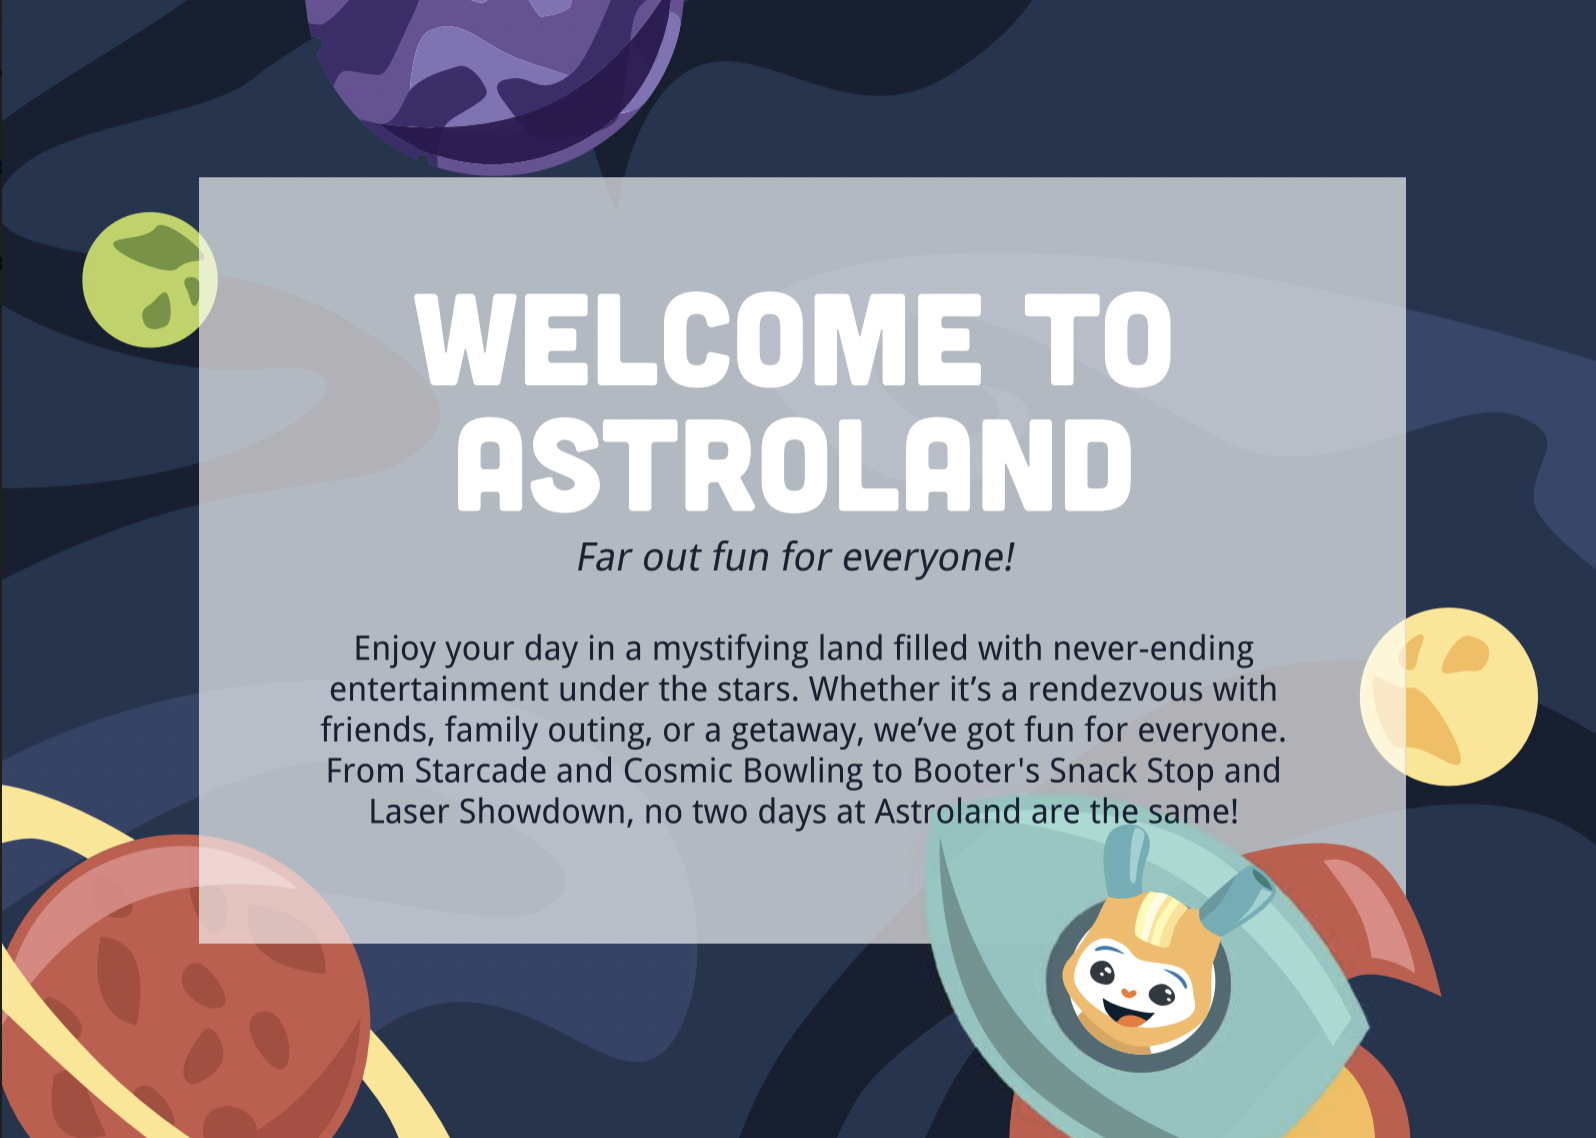 WELCOME TO
ASTROLAND
Far out fun for everyone!
Enjoy your day in a mystifying land filled with never-ending
entertainment under the stars. Whether it’s a rendezvous with
friends, family outing, or a getaway, we’ve got fun for everyone.
From Starcade and Cosmic Bowling to Booter's Snack Stop and
Laser Showdown, no two days at Astroland are the same!